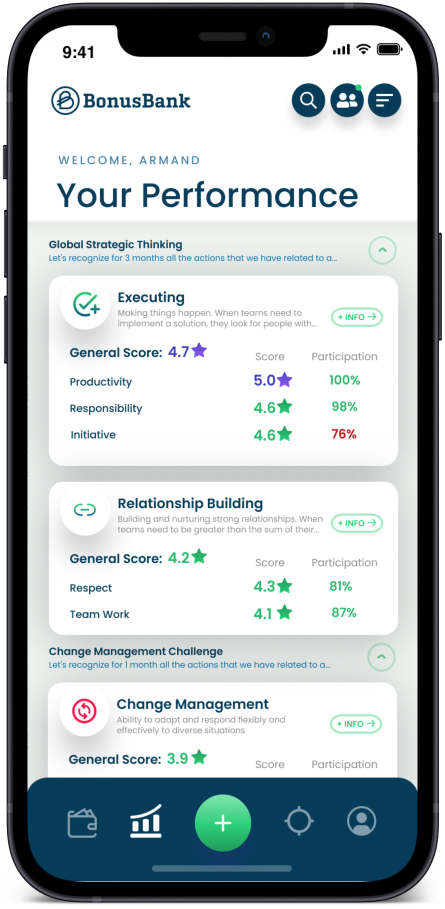 9:41
BonusBank
WELCOME, ARMAND
Your Performance
Global Strategic Thinking
Let's recognize for 3 months all the actions that we have related to a...
Executing
Making things happen. When teams need to
implement a solution, they look for people with...
+ INFO →
General Score: 4.7 Score Participation
Productivity 5.0 100%
Responsibility 4.6 98%
Initiative 4.6 76%
Relationship Building
Building and nurturing strong relationships. When
teams need to be greater than the sum of their...
+ INFO →
General Score: 4.2 Score Participation
Respect 4.3 81%
Team Work 4.1 87%
Change Management Challenge
Let's recognize for 1 month all the actions that we have related to a...
Change Management
Ability to adapt and respond flexibly and
effectively to diverse situations
+ INFO →
General Score: 3.9 Score Participation